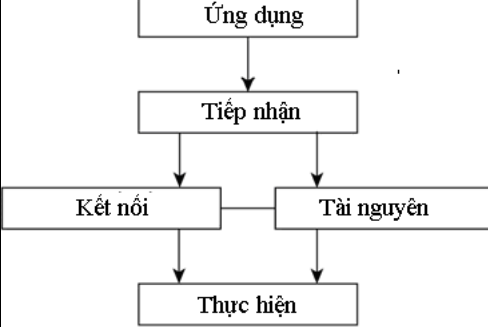 Ứng dụng
Tiếp nhận
Kết nối
Tài nguyên
Thực hiện